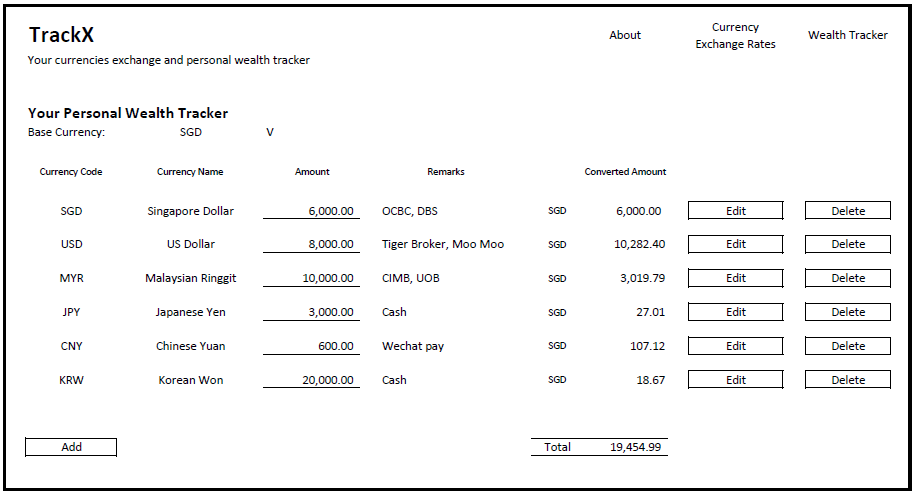 TrackX
Your currencies exchange and personal wealth tracker
About
Currency
Exchange Rates
Wealth Tracker
Your Personal Wealth Tracker
Base Currency: SGD V
Currency Code Currency Name Amount Remarks Converted Amount
SGD Singapore Dollar 6,000.00 OCBC, DBS SGD 6,000.00 Edit Delete
USD US Dollar 8,000.00 Tiger Broker, Moo Moo SGD 10,282.40 Edit Delete
MYR Malaysian Ringgit 10,000.00 CIMB, UOB SGD 3,019.79 Edit Delete
JPY Japanese Yen 3,000.00 Cash SGD 27.01 Edit Delete
CNY Chinese Yuan 600.00 Wechat pay SGD 107.12 Edit Delete
KRW Korean Won 20,000.00 Cash SGD 18.67 Edit Delete
Add Total 19,454.99